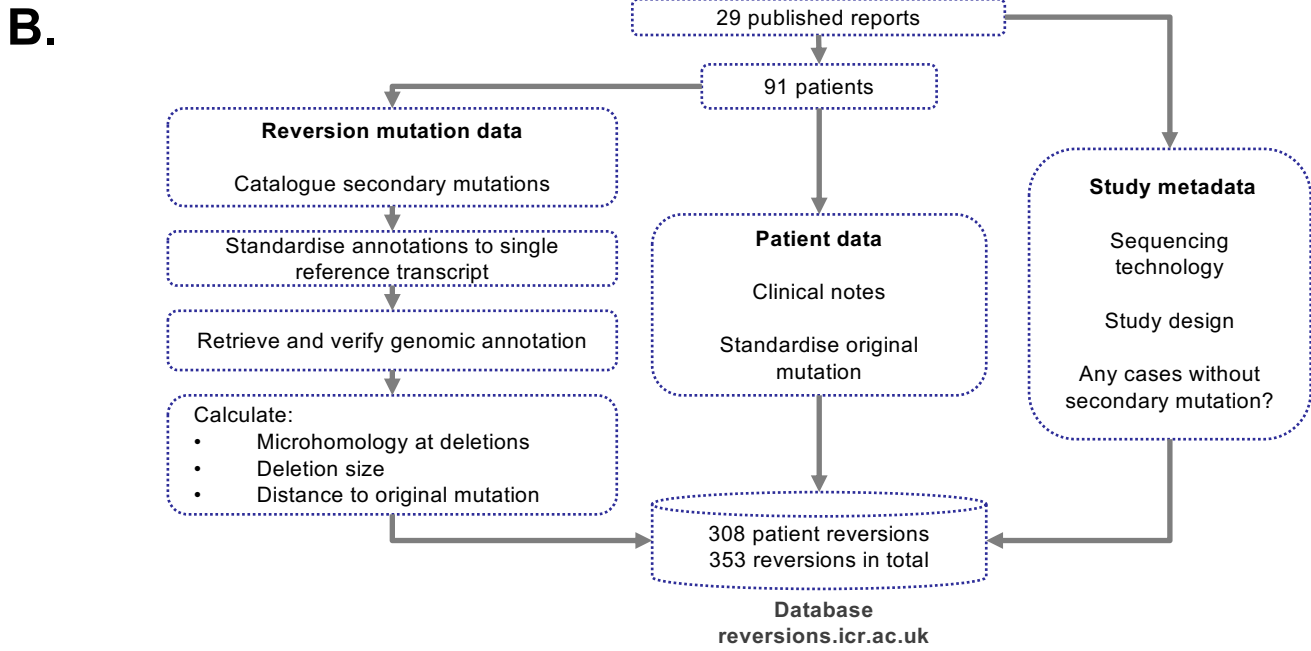 B.
29 published reports
91 patients
Reversion mutation data
Catalogue secondary mutations
Standardise annotations to single
reference transcript
Retrieve and verify genomic annotation
Calculate:
• Microhomology at deletions
• Deletion size
• Distance to original mutation
Patient data
Clinical notes
Standardise original
mutation
Study metadata
Sequencing
technology
Study design
Any cases without
secondary mutation?
308 patient reversions
353 reversions in total
Database
reversions.icr.ac.uk